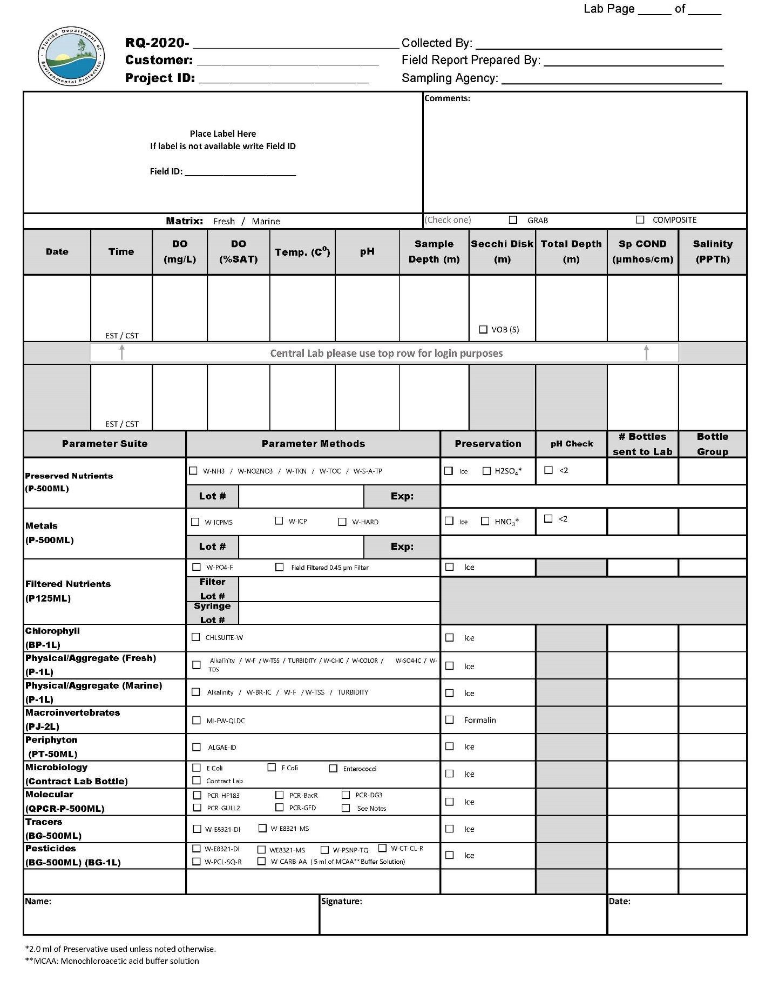 Lab Page _____ of _____
Florida Department of Environmental Protection
RQ-2020- ______________________________ Collected By: ____________________________________
Customer: ___________________________ Field Report Prepared By: __________________________
Project ID: _________________________ Sampling Agency: ________________________________
Comments:
Place Label Here
If label is not available write Field ID
Field ID: ______________________
Matrix: Fresh / Marine (Check one) ☐ GRAB ☐ COMPOSITE
Date Time DO (mg/L) DO (%SAT) Temp. (C⁰) pH Sample Depth (m) Secchi Disk (m) Total Depth (m) Sp COND (µmhos/cm) Salinity (PPTh)
☐ VOB (S)
EST / CST
Central Lab please use top row for login purposes
EST / CST
Parameter Suite Parameter Methods Preservation pH Check # Bottles sent to Lab Bottle Group
Preserved Nutrients
(P-500ML)
☐ W-NH3 / W-NO2NO3 / W-TKN / W-TOC / W-S-A-TP ☐ Ice ☐ H2SO₄* ☐ <2
Lot # Exp:
Metals
(P-500ML)
☐ W-ICPMS ☐ W-ICP ☐ W-HARD ☐ Ice ☐ HNO₃* ☐ <2
Lot # Exp:
Filtered Nutrients
(P125ML)
☐ W-PO4-F ☐ Field Filtered 0.45 µm Filter ☐ Ice
Filter
Lot #
Syringe
Lot #
Chlorophyll
(BP-1L)
☐ CHLSUITE-W ☐ Ice
Physical/Aggregate (Fresh)
(P-1L)
☐ Alkalinity / W-F / W-TSS / TURBIDITY / W-Cl-IC / W-COLOR / W-SO4-IC / W-
TDS
☐ Ice
Physical/Aggregate (Marine)
(P-1L)
☐ Alkalinity / W-BR-IC / W-F / W-TSS / TURBIDITY ☐ Ice
Macroinvertebrates
(PJ-2L)
☐ MI-FW-QLDC ☐ Formalin
Periphyton
(PT-50ML)
☐ ALGAE-ID ☐ Ice
Microbiology
(Contract Lab Bottle)
☐ E Coli ☐ F Coli ☐ Enterococci
☐ Contract Lab
☐ Ice
Molecular
(QPCR-P-500ML)
☐ PCR-HF183 ☐ PCR-BacR ☐ PCR-DG3
☐ PCR-GULL2 ☐ PCR-GFD ☐ See Notes
☐ Ice
Tracers
(BG-500ML)
☐ W-E8321-DI ☐ W-E8321-MS ☐ Ice
Pesticides
(BG-500ML) (BG-1L)
☐ W-E8321-DI ☐ WE8321-MS ☐ W-PSNP-TQ ☐ W-CT-CL-R
☐ W-PCL-SQ-R ☐ W-CARB-AA ( 5 ml of MCAA** Buffer Solution)
☐ Ice
Name: Signature: Date:
*2.0 ml of Preservative used unless noted otherwise.
**MCAA: Monochloroacetic acid buffer solution